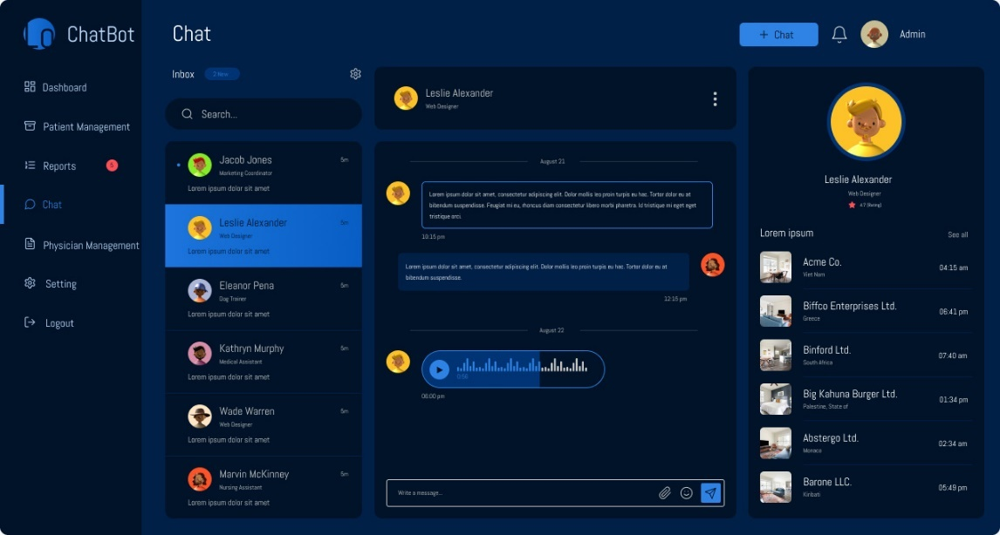 ChatBot
Dashboard
Patient Management
Reports
5
Chat
Physician Management
Setting
Logout
Chat
+ Chat
Admin
Inbox
2 New
Search...
Jacob Jones
5m
Marketing Coordinator
Lorem ipsum dolor sit amet
Leslie Alexander
5m
Web Designer
Lorem ipsum dolor sit amet
Eleanor Pena
5m
Dog Trainer
Lorem ipsum dolor sit amet
Kathryn Murphy
5m
Medical Assistant
Lorem ipsum dolor sit amet
Wade Warren
5m
Web Designer
Lorem ipsum dolor sit amet
Marvin McKinney
5m
Nursing Assistant
Lorem ipsum dolor sit amet
Leslie Alexander
Web Designer
August 21
Lorem ipsum dolor sit amet, consectetur adipiscing elit. Dolor mollis leo proin turpis eu hac. Tortor dolor eu at
bibendum suspendisse. Feugiat mi eu, rhoncus diam consectetur libero morbi pharetra. Id tristique mi eget eget
tristique orci.
10:15 pm
Lorem ipsum dolor sit amet, consectetur adipiscing elit. Dolor mollis leo proin turpis eu hac. Tortor dolor eu at
bibendum suspendisse.
12:15 pm
August 22
0:56
06:00 pm
Write a message...
Leslie Alexander
Web Designer
4.7 (Rating)
Lorem ipsum
See all
Acme Co.
Viet Nam
04:15 am
Biffco Enterprises Ltd.
Greece
06:41 pm
Binford Ltd.
South Africa
07:40 am
Big Kahuna Burger Ltd.
Palestine, State of
01:34 pm
Abstergo Ltd.
Monaco
02:34 am
Barone LLC.
Kiribati
05:49 pm